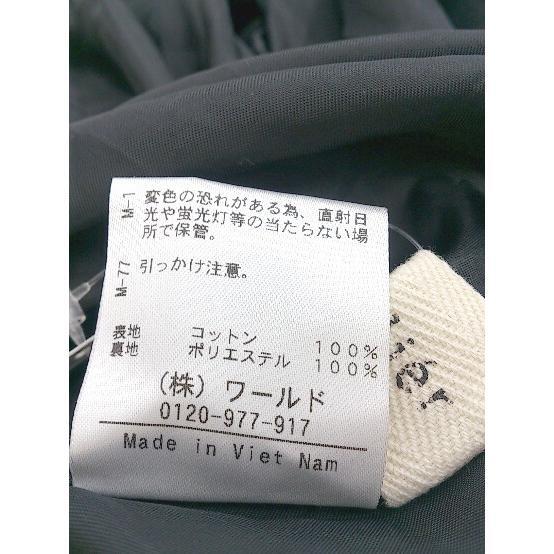 M-1 変色の恐れがある為、直射日
光や蛍光灯等の当たらない場
所で保管。
M-77 引っかけ注意。
表地 コットン 100%
裏地 ポリエステル 100%
(株) ワールド
0120-977-917
Made in Viet Nam